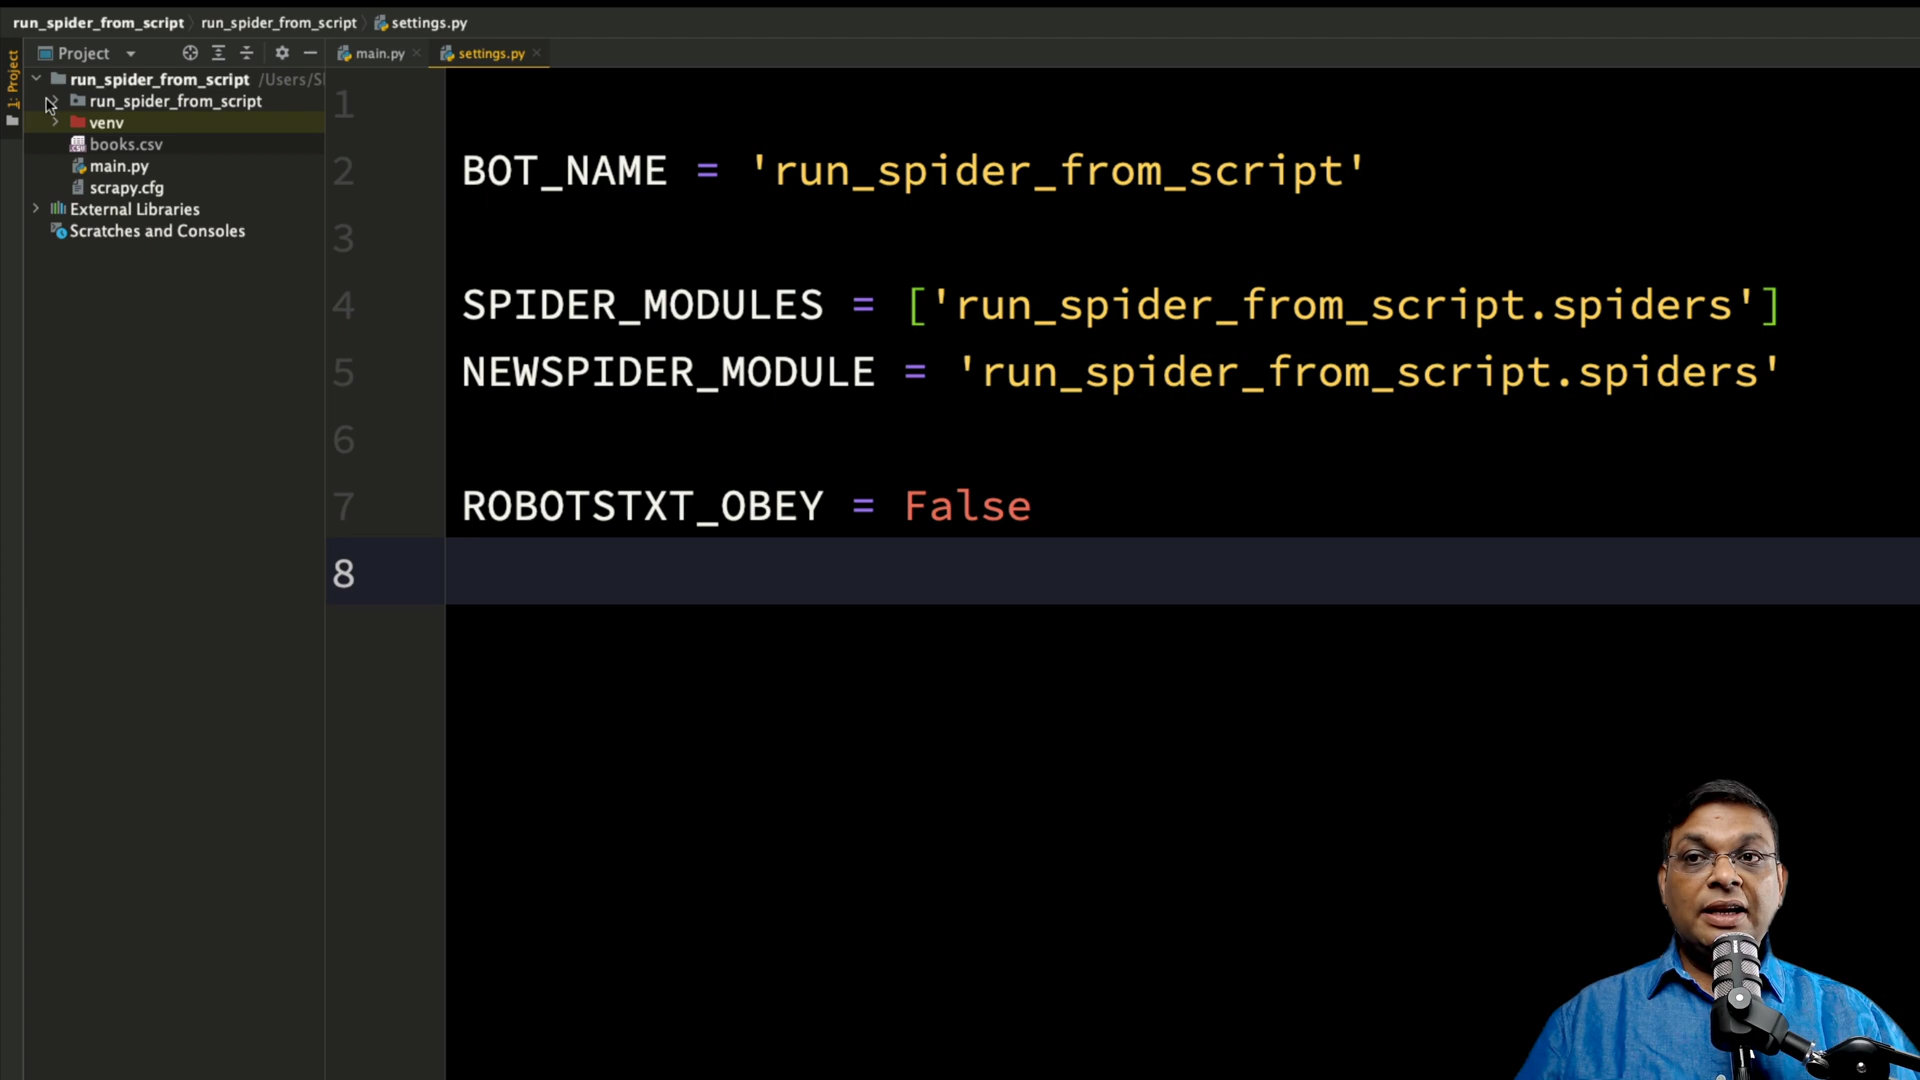 run_spider_from_script run_spider_from_script settings.py
1: Project
Project
main.py
settings.py
run_spider_from_script /Users/S
run_spider_from_script
venv
books.csv
main.py
scrapy.cfg
External Libraries
Scratches and Consoles
1
2 BOT_NAME = 'run_spider_from_script'
3
4 SPIDER_MODULES = ['run_spider_from_script.spiders']
5 NEWSPIDER_MODULE = 'run_spider_from_script.spiders'
6
7 ROBOTSTXT_OBEY = False
8